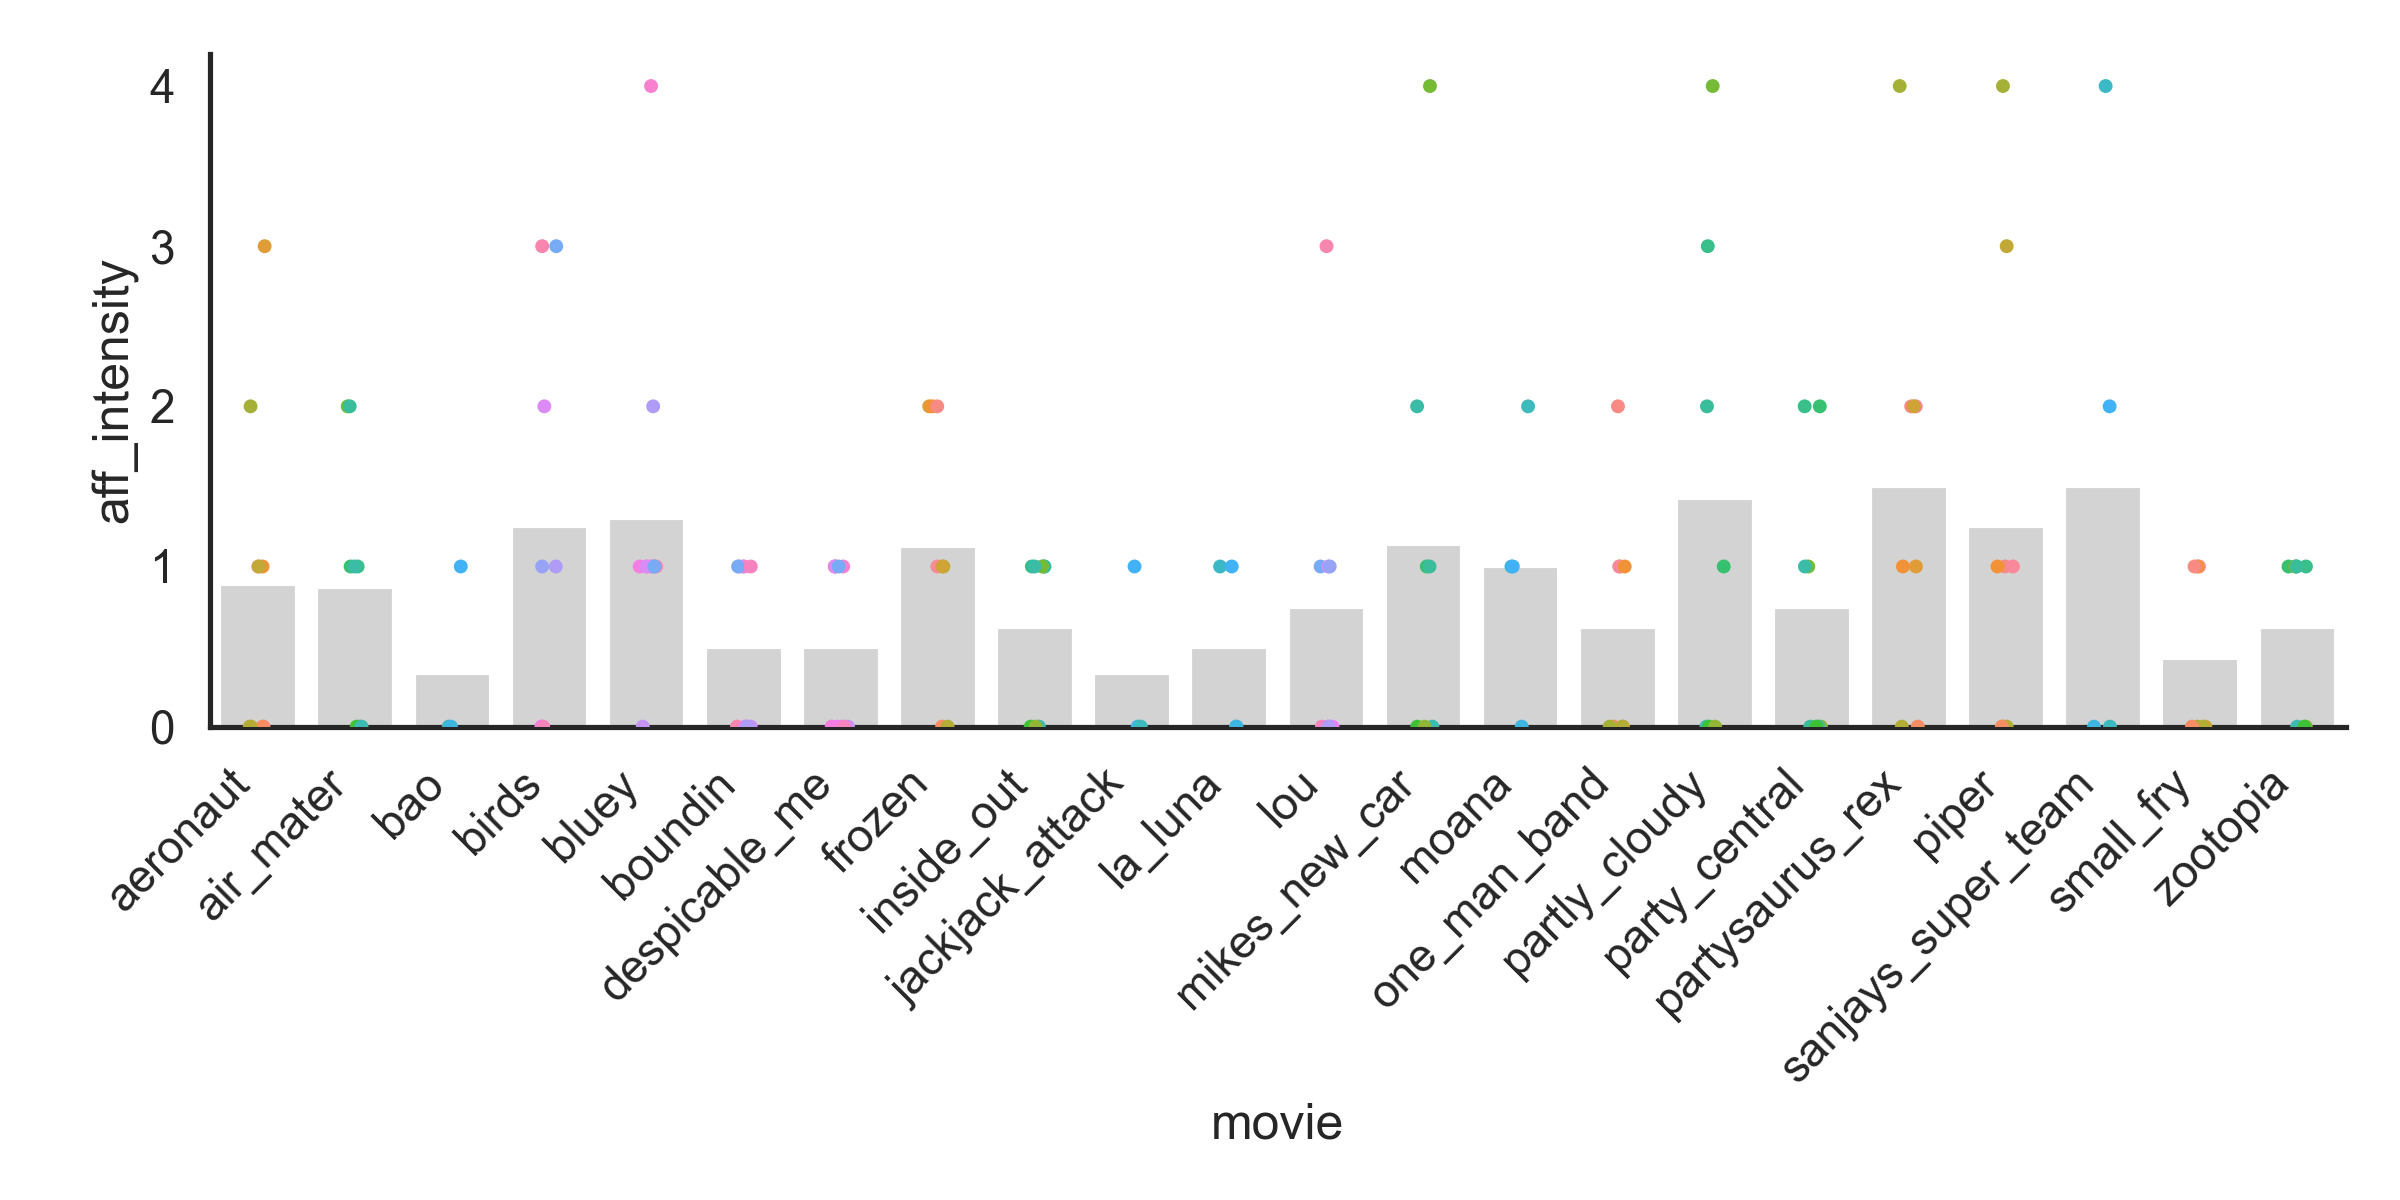 4
3
2
1
0
aff_intensity
aeronaut
air_mater
bao
birds
bluey
boundin
despicable_me
frozen
inside_out
jackjack_attack
la_luna
lou
mikes_new_car
moana
one_man_band
partly_cloudy
party_central
partysaurus_rex
piper
sanjays_super_team
small_fry
zootopia
movie